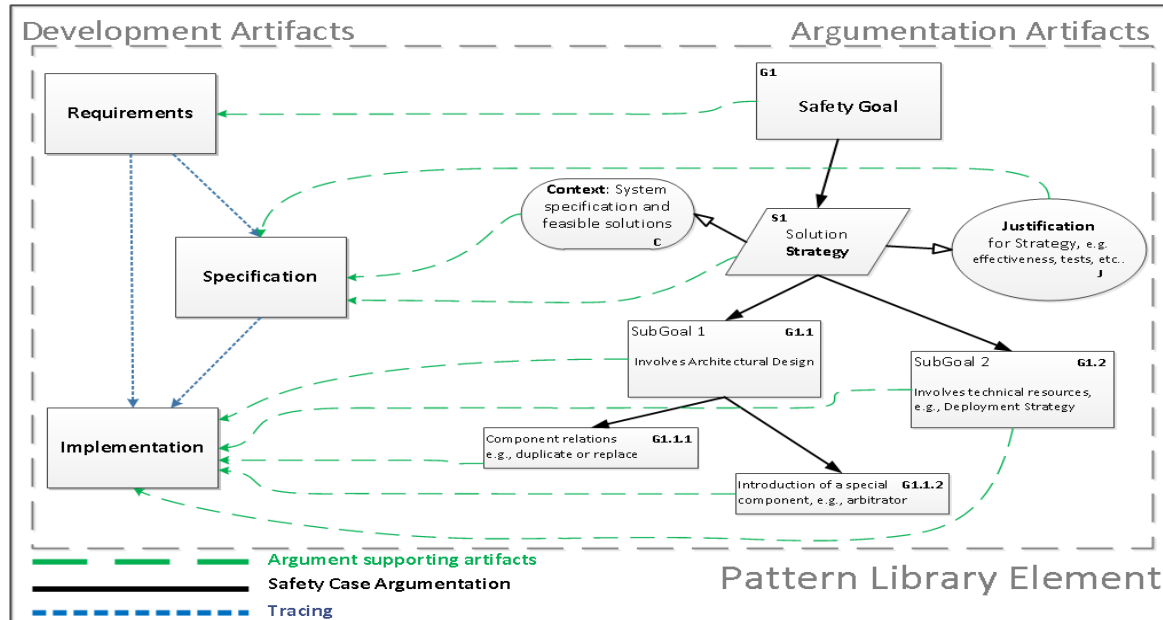 Development Artifacts
Argumentation Artifacts
Requirements
G1
Safety Goal
Context: System
specification and
feasible solutions
C
S1
Solution
Strategy
Justification
for Strategy, e.g.
effectiveness, tests, etc..
J
Specification
SubGoal 1 G1.1
Involves Architectural Design
SubGoal 2 G1.2
Involves technical resources,
e.g., Deployment Strategy
Implementation
Component relations G1.1.1
e.g., duplicate or replace
Introduction of a special G1.1.2
component, e.g., arbitrator
Argument supporting artifacts
Safety Case Argumentation
Tracing
Pattern Library Element